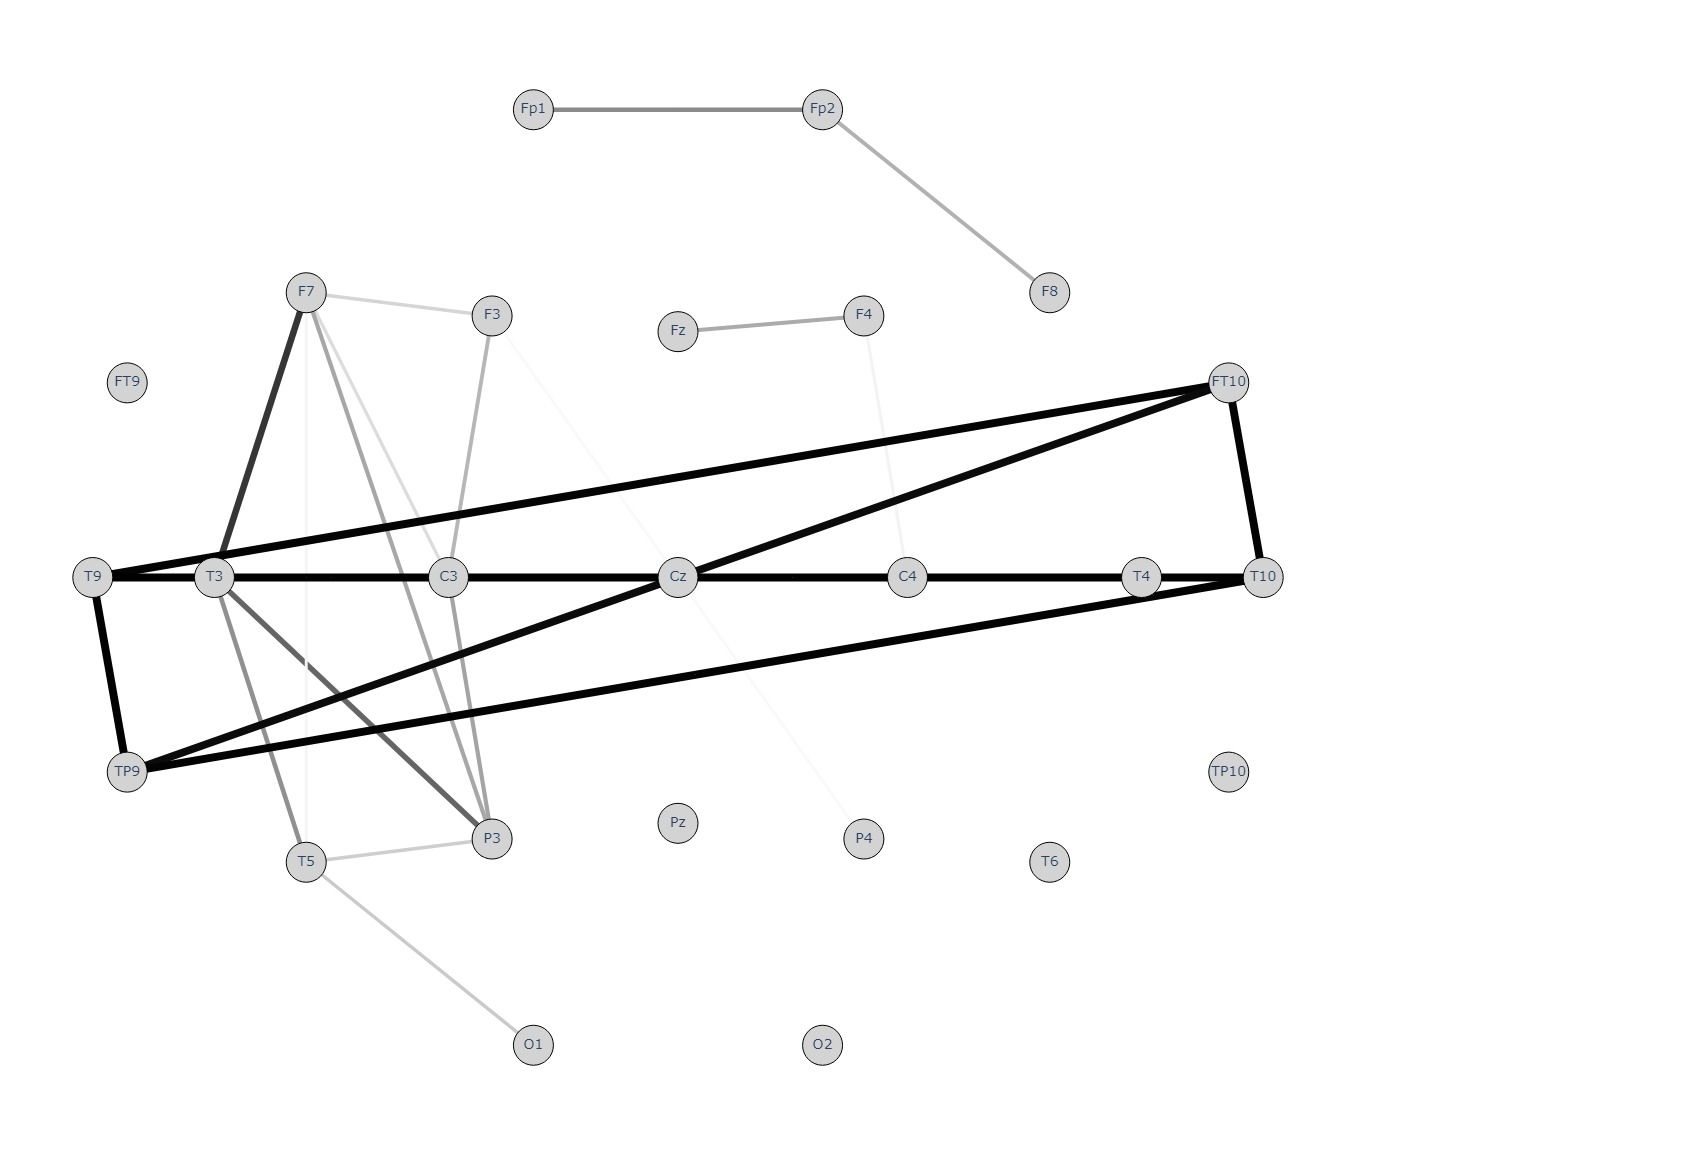 Fp1 Fp2
F7 F8
F3 Fz F4
FT9 FT10
T9 T3 C3 Cz C4 T4 T10
TP9 TP10
Pz
P3 P4
T5 T6
O1 O2